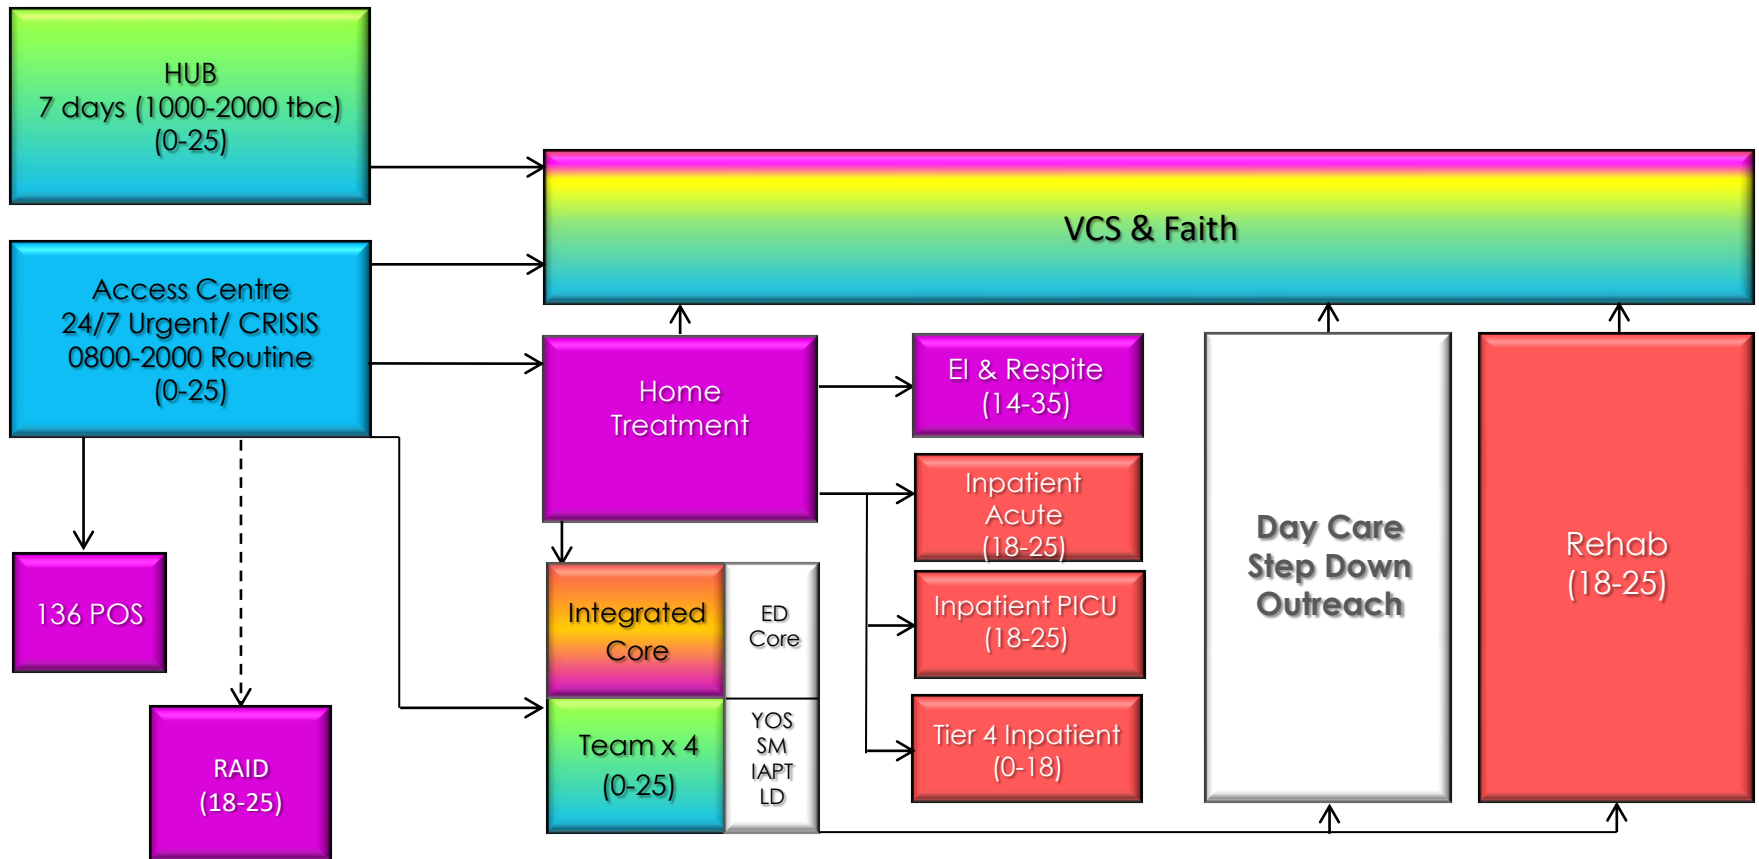 HUB
7 days (1000-2000 tbc)
(0-25)
VCS & Faith
Access Centre
24/7 Urgent/ CRISIS
0800-2000 Routine
(0-25)
Home
Treatment
EI & Respite
(14-35)
Inpatient
Acute
(18-25)
Day Care
Step Down
Outreach
Rehab
(18-25)
136 POS
Integrated
Core
ED
Core
Inpatient PICU
(18-25)
RAID
(18-25)
Team x 4
(0-25)
YOS
SM
IAPT
LD
Tier 4 Inpatient
(0-18)